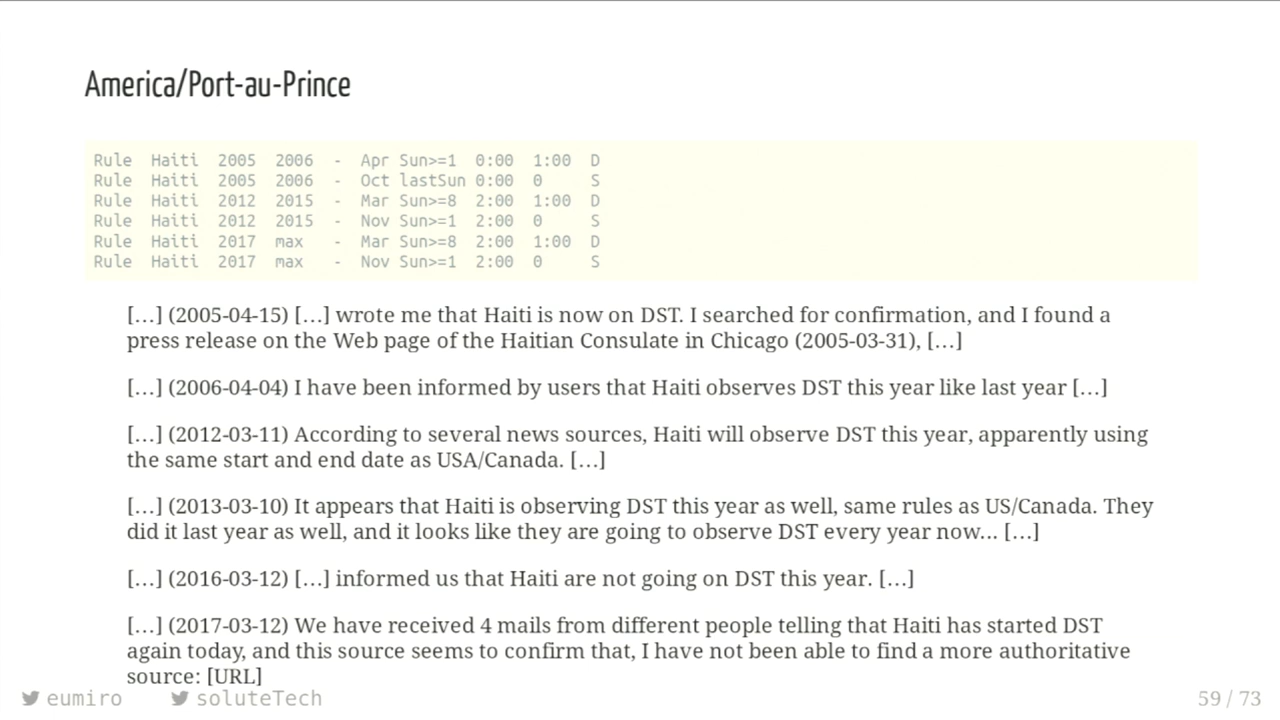 America/Port-au-Prince
Rule Haiti 2005 2006 - Apr Sun>=1 0:00 1:00 D
Rule Haiti 2005 2006 - Oct lastSun 0:00 0 S
Rule Haiti 2012 2015 - Mar Sun>=8 2:00 1:00 D
Rule Haiti 2012 2015 - Nov Sun>=1 2:00 0 S
Rule Haiti 2017 max - Mar Sun>=8 2:00 1:00 D
Rule Haiti 2017 max - Nov Sun>=1 2:00 0 S
[…] (2005-04-15) […] wrote me that Haiti is now on DST. I searched for confirmation, and I found a
press release on the Web page of the Haitian Consulate in Chicago (2005-03-31), […]
[…] (2006-04-04) I have been informed by users that Haiti observes DST this year like last year […]
[…] (2012-03-11) According to several news sources, Haiti will observe DST this year, apparently using
the same start and end date as USA/Canada. […]
[…] (2013-03-10) It appears that Haiti is observing DST this year as well, same rules as US/Canada. They
did it last year as well, and it looks like they are going to observe DST every year now... […]
[…] (2016-03-12) […] informed us that Haiti are not going on DST this year. […]
[…] (2017-03-12) We have received 4 mails from different people telling that Haiti has started DST
again today, and this source seems to confirm that, I have not been able to find a more authoritative
source: [URL]
eumiro soluteTech 59 / 73